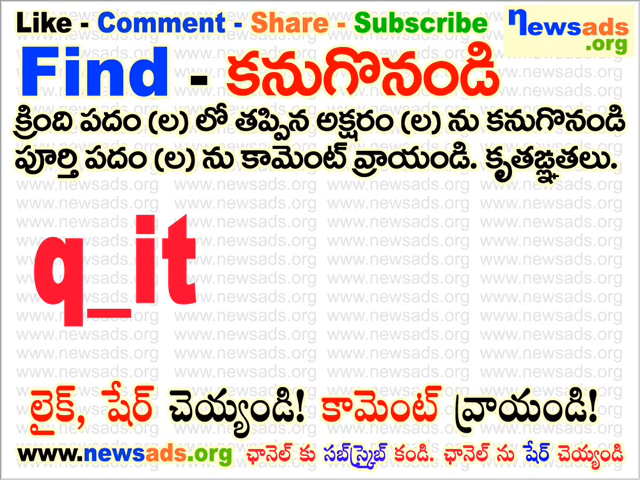 Like - Comment - Share - Subscribe
newsads
.org
Find - కనుగొనండి
క్రింది పదం (ల) లో తప్పిన అక్షరం (ల) ను కనుగొనండి
పూర్తి పదం (ల) ను కామెంట్ వ్రాయండి. కృతఙ్ఞతలు.
q_it
లైక్, షేర్ చెయ్యండి! కామెంట్ వ్రాయండి!
www.newsads.org ఛానెల్ కు సబ్‌స్క్రైబ్ కండి. ఛానెల్ ను షేర్ చెయ్యండి